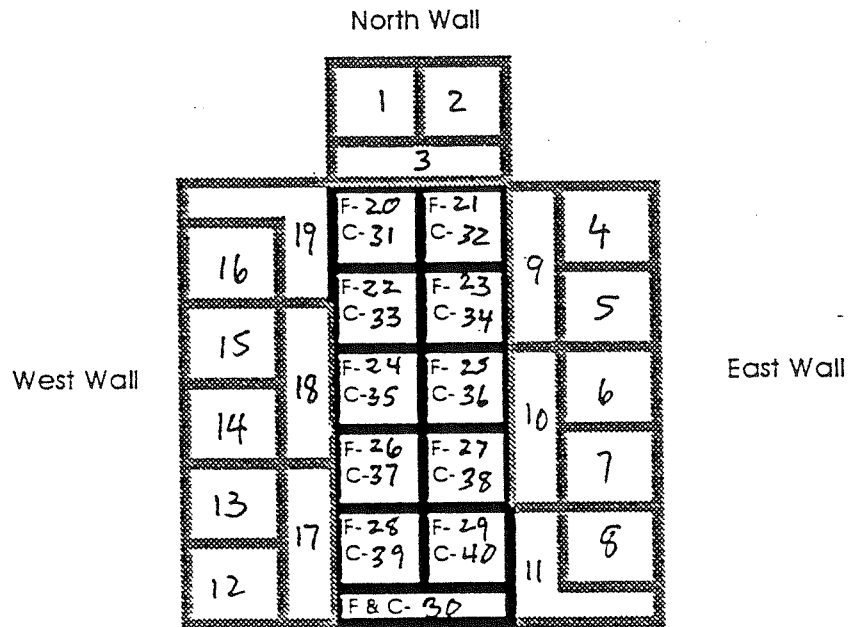 North Wall
1 2
3
F-20 F-21
C-31 C-32
19
16
4
9
F-22 F-23
C-33 C-34
5
15
West Wall
18
F-24 F-25
C-35 C-36
10
6
East Wall
14
F-26 F-27
C-37 C-38
7
13
17
F-28 F-29
C-39 C-40
11
8
12
F & C- 30